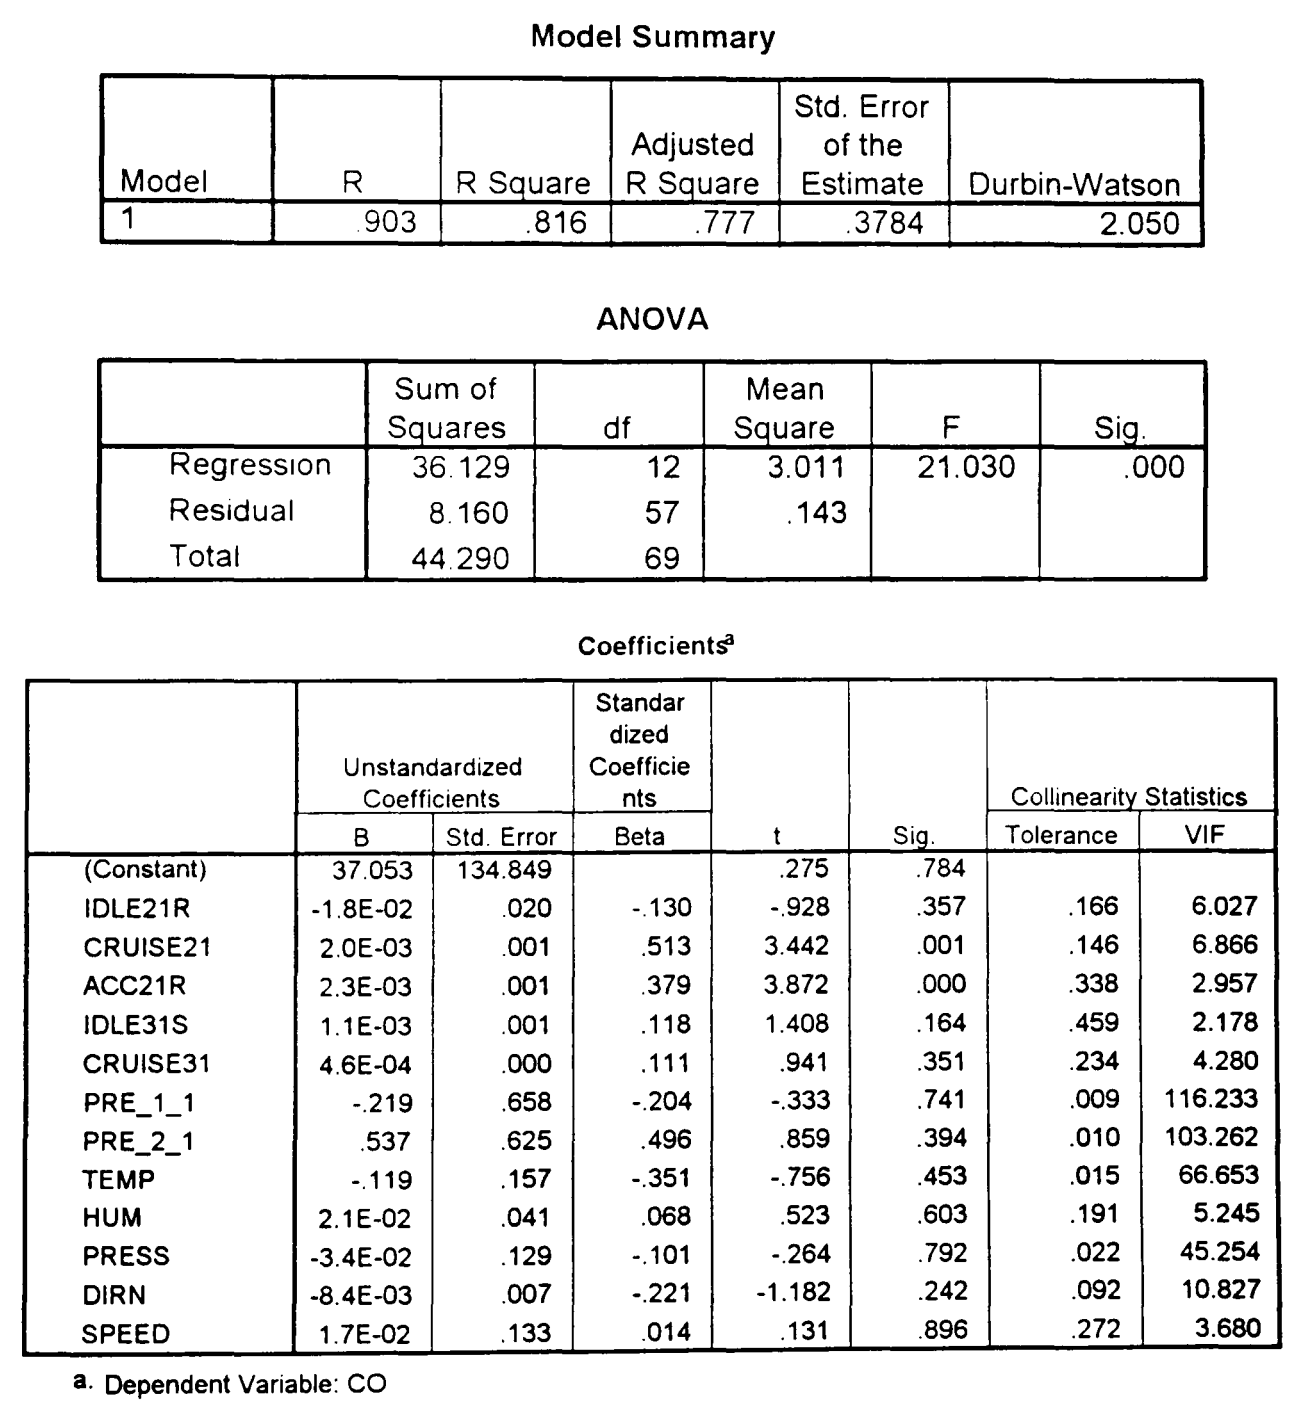 Model Summary
Model R R Square Adjusted R Square Std. Error of the Estimate Durbin-Watson
1 .903 .816 .777 .3784 2.050
ANOVA
Sum of Squares df Mean Square F Sig.
Regression 36.129 12 3.011 21.030 .000
Residual 8.160 57 .143
Total 44.290 69
Coefficientsa
Unstandardized Coefficients Standar dized Coefficie nts t Sig. Collinearity Statistics
B Std. Error Beta Tolerance VIF
(Constant) 37.053 134.849 .275 .784
IDLE21R -1.8E-02 .020 -.130 -.928 .357 .166 6.027
CRUISE21 2.0E-03 .001 .513 3.442 .001 .146 6.866
ACC21R 2.3E-03 .001 .379 3.872 .000 .338 2.957
IDLE31S 1.1E-03 .001 .118 1.408 .164 .459 2.178
CRUISE31 4.6E-04 .000 .111 .941 .351 .234 4.280
PRE_1_1 -.219 .658 -.204 -.333 .741 .009 116.233
PRE_2_1 .537 .625 .496 .859 .394 .010 103.262
TEMP -.119 .157 -.351 -.756 .453 .015 66.653
HUM 2.1E-02 .041 .068 .523 .603 .191 5.245
PRESS -3.4E-02 .129 -.101 -.264 .792 .022 45.254
DIRN -8.4E-03 .007 -.221 -1.182 .242 .092 10.827
SPEED 1.7E-02 .133 .014 .131 .896 .272 3.680
a. Dependent Variable: CO